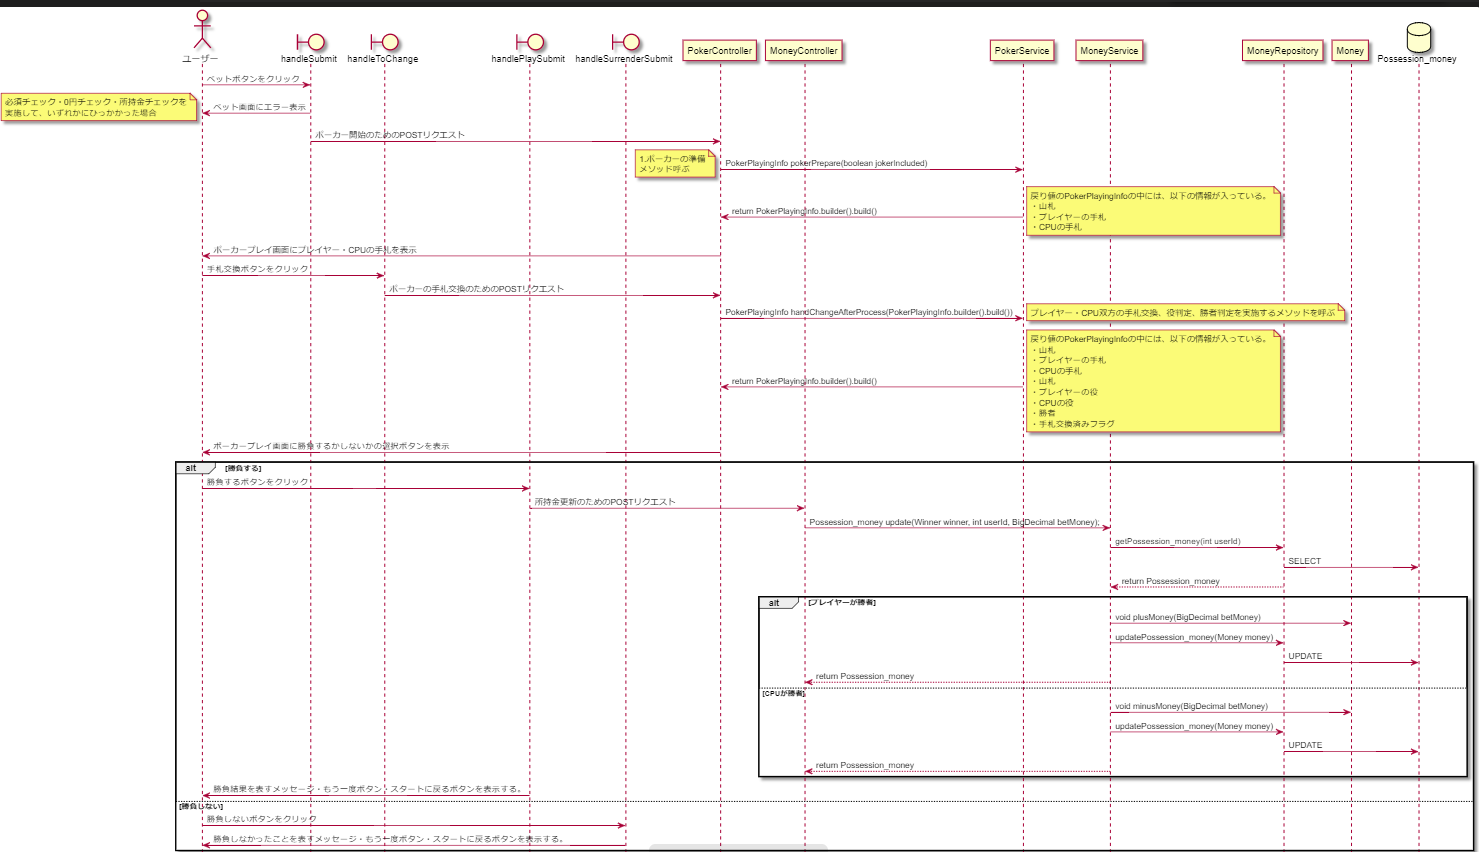 ユーザー
handleSubmit
handleToChange
handlePlaySubmit
handleSurrenderSubmit
PokerController
MoneyController
PokerService
MoneyService
MoneyRepository
Money
Possession_money
ベットボタンをクリック
必須チェック・0円チェック・所持金チェックを
実施して、いずれかにひっかかった場合
ベット画面にエラー表示
ポーカー開始のためのPOSTリクエスト
1.ポーカーの準備
メソッド呼ぶ
PokerPlayingInfo pokerPrepare(boolean jokerIncluded)
戻り値のPokerPlayingInfoの中には、以下の情報が入っている。
・山札
・プレイヤーの手札
・CPUの手札
return PokerPlayingInfo.builder().build()
ポーカープレイ画面にプレイヤー・CPUの手札を表示
手札交換ボタンをクリック
ポーカーの手札交換のためのPOSTリクエスト
PokerPlayingInfo handChangeAfterProcess(PokerPlayingInfo.builder().build())
プレイヤー・CPU双方の手札交換、役判定、勝者判定を実施するメソッドを呼ぶ
戻り値のPokerPlayingInfoの中には、以下の情報が入っている。
・山札
・プレイヤーの手札
・CPUの手札
・山札
・プレイヤーの役
・CPUの役
・勝者
・手札交換済みフラグ
return PokerPlayingInfo.builder().build()
ポーカープレイ画面に勝負するかしないかの選択ボタンを表示
alt [勝負する]
勝負するボタンをクリック
所持金更新のためのPOSTリクエスト
Possession_money update(Winner winner, int userId, BigDecimal betMoney);
getPossession_money(int userId)
SELECT
return Possession_money
alt [プレイヤーが勝者]
void plusMoney(BigDecimal betMoney)
updatePossession_money(Money money)
UPDATE
return Possession_money
[CPUが勝者]
void minusMoney(BigDecimal betMoney)
updatePossession_money(Money money)
UPDATE
return Possession_money
勝負結果を表すメッセージ・もう一度ボタン・スタートに戻るボタンを表示する。
[勝負しない]
勝負しないボタンをクリック
勝負しなかったことを表すメッセージ・もう一度ボタン・スタートに戻るボタンを表示する。